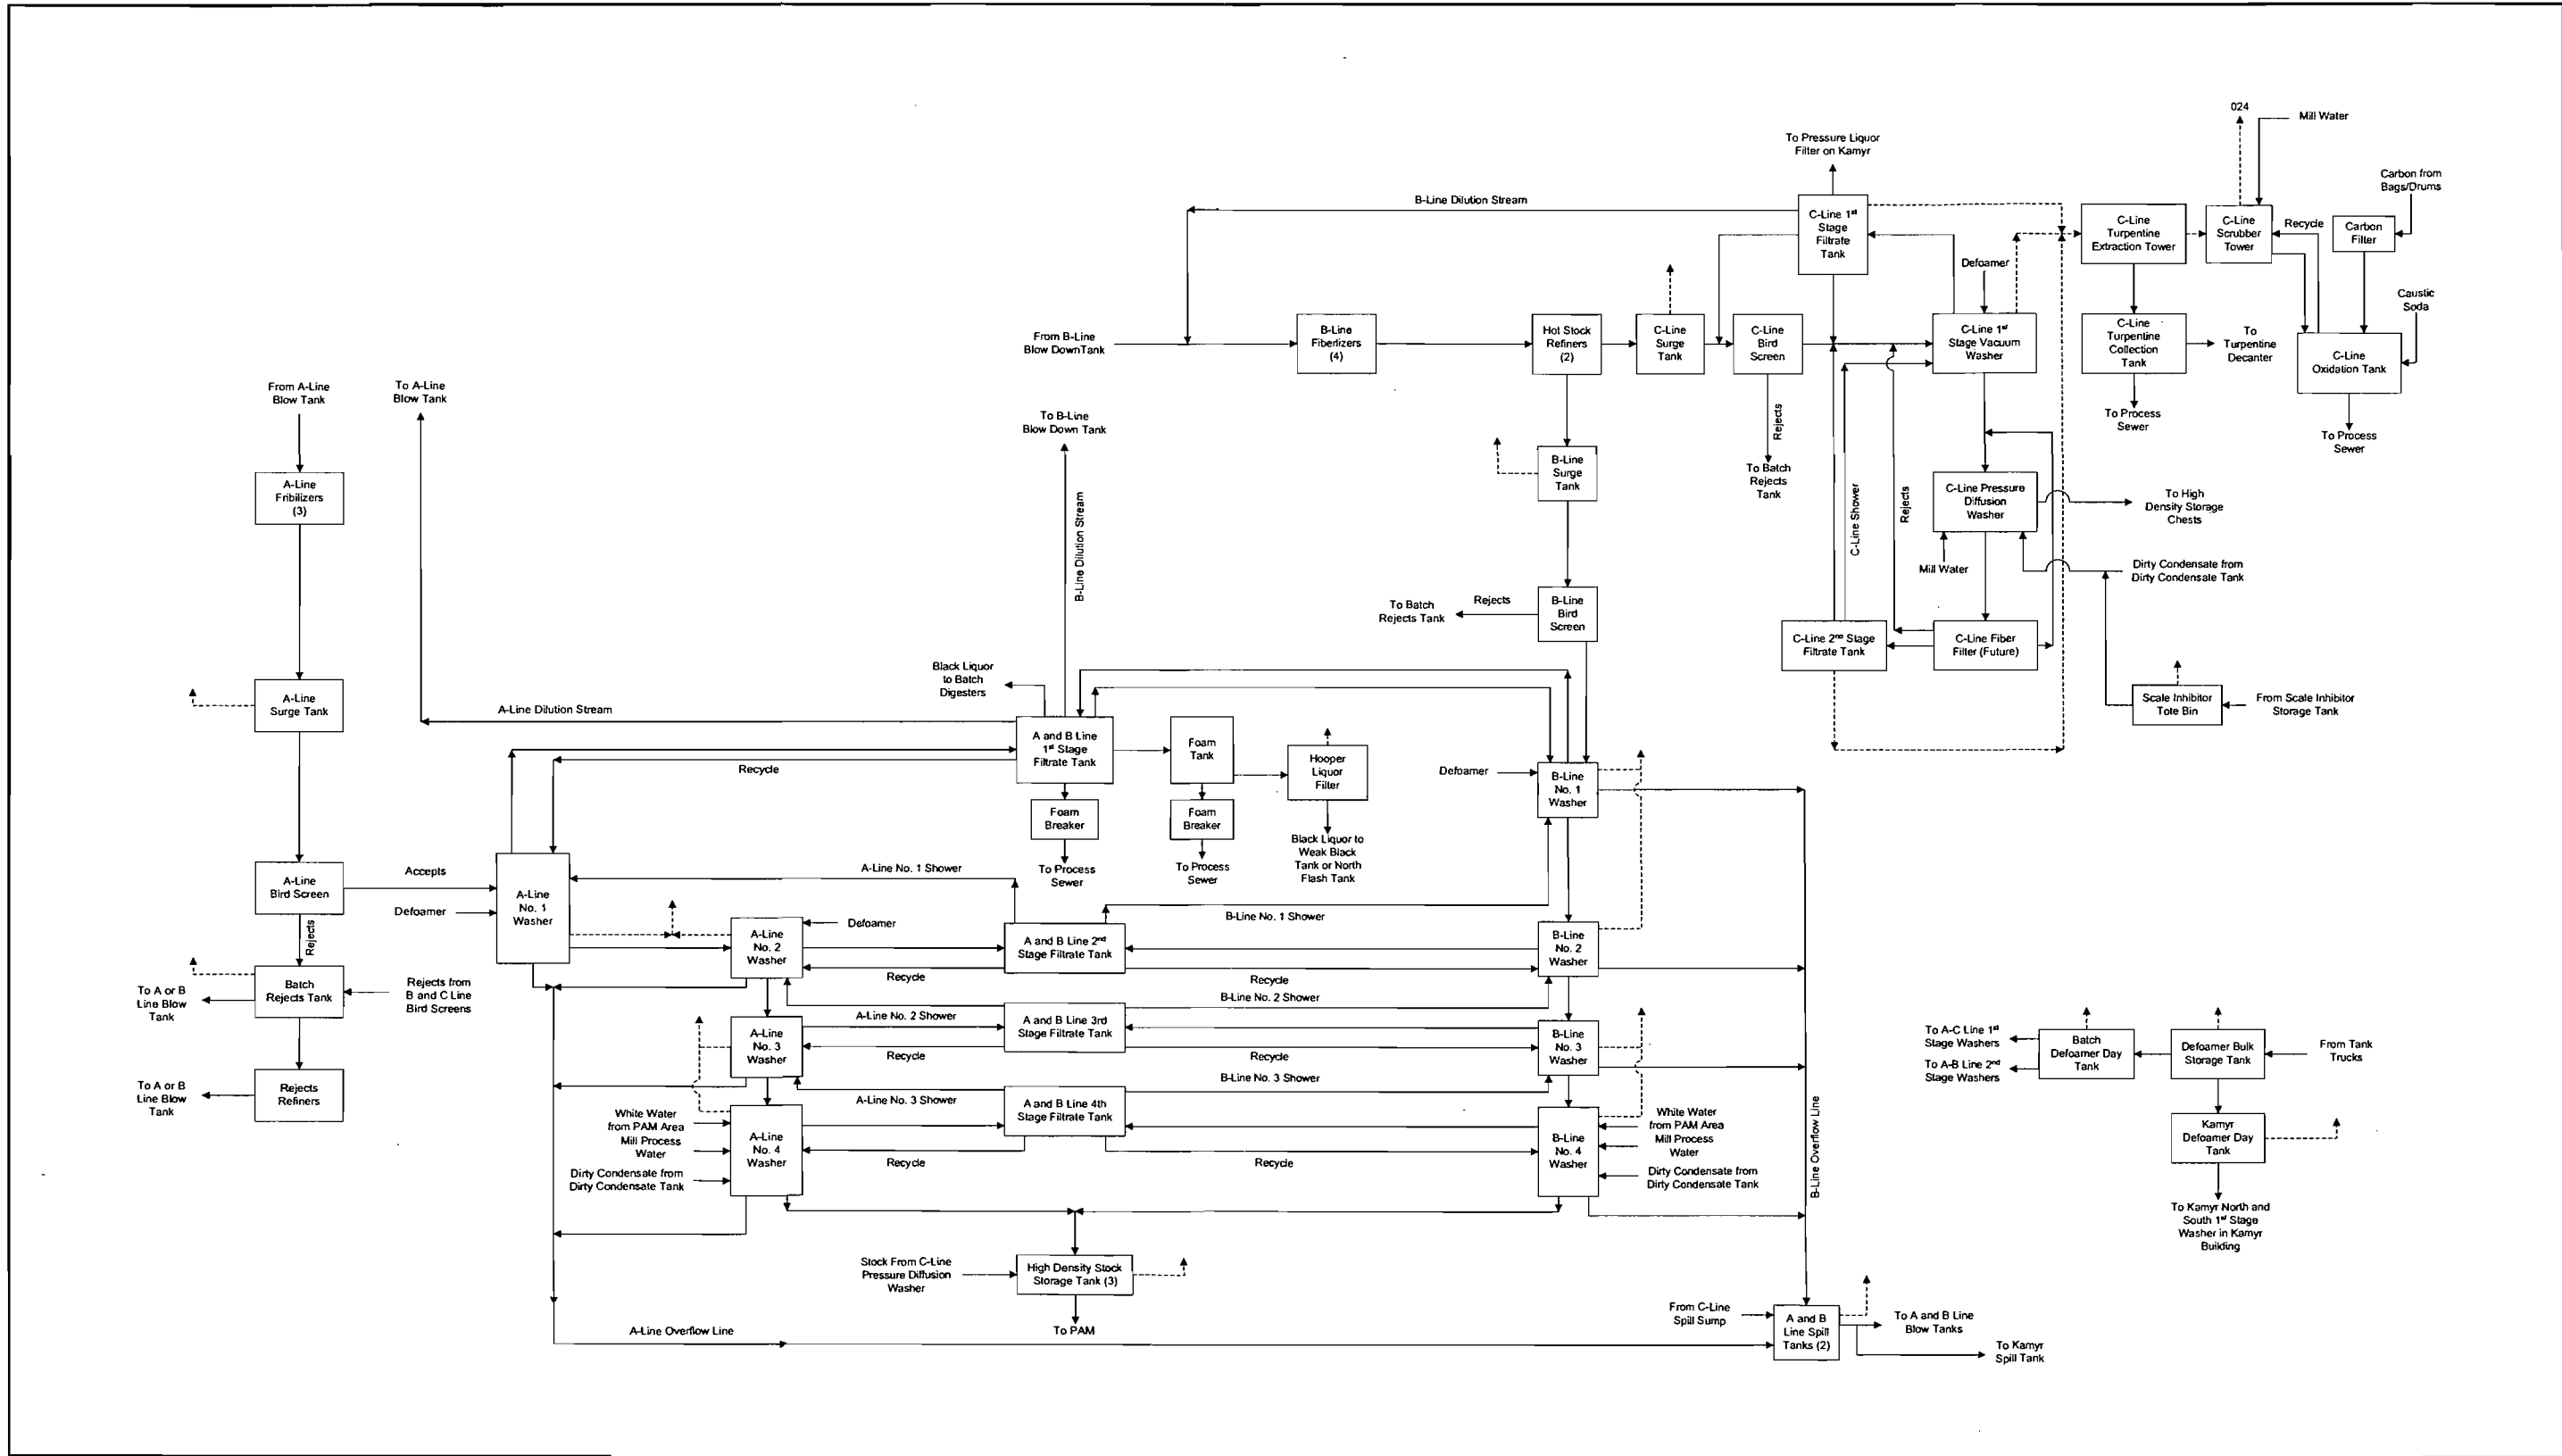 024
Mill Water
To Pressure Liquor
Filter on Kamyr
Carbon from
Bags/Drums
B-Line Dilution Stream
C-Line 1st
Stage
Filtrate
Tank
C-Line
Turpentine
Extraction Tower
C-Line
Scrubber
Tower
Recycle
Carbon
Filter
Defoamer
Caustic
Soda
From B-Line
Blow DownTank
B-Line
Fiberlizers
(4)
Hot Stock
Refiners
(2)
C-Line
Surge
Tank
C-Line
Bird
Screen
C-Line 1st
Stage Vacuum
Washer
C-Line
Turpentine
Collection
Tank
To
Turpentine
Decanter
C-Line
Oxidation Tank
From A-Line
Blow Tank
To A-Line
Blow Tank
To B-Line
Blow Down Tank
Rejects
To Process
Sewer
To Process
Sewer
A-Line
Fribilizers
(3)
B-Line Dilution Stream
B-Line
Surge
Tank
To Batch
Rejects
Tank
C-Line Shower
Rejects
C-Line Pressure
Diffusion
Washer
To High
Density Storage
Chests
Mill Water
Dirty Condensate from
Dirty Condensate Tank
To Batch
Rejects Tank
Rejects
B-Line
Bird
Screen
C-Line 2nd Stage
Filtrate Tank
C-Line Fiber
Filter (Future)
Scale Inhibitor
Tote Bin
From Scale Inhibitor
Storage Tank
A-Line
Surge Tank
Black Liquor
to Batch
Digesters
A-Line Dilution Stream
A and B Line
1st Stage
Filtrate Tank
Foam
Tank
Hooper
Liquor
Filter
Recycle
Defoamer
B-Line
No. 1
Washer
Foam
Breaker
Foam
Breaker
To Process
Sewer
To Process
Sewer
Black Liquor to
Weak Black
Tank or North
Flash Tank
A-Line
Bird Screen
Accepts
Defoamer
A-Line
No. 1
Washer
A-Line No. 1 Shower
Rejects
A-Line
No. 2
Washer
Defoamer
A and B Line 2nd
Stage Filtrate Tank
B-Line No. 1 Shower
B-Line
No. 2
Washer
Recycle
Recycle
To A or B
Line Blow
Tank
Batch
Rejects Tank
Rejects from
B and C Line
Bird Screens
B-Line No. 2 Shower
A-Line No. 2 Shower
A-Line
No. 3
Washer
A and B Line 3rd
Stage Filtrate Tank
B-Line
No. 3
Washer
Recycle
Recycle
To A-C Line 1st
Stage Washers
To A-B Line 2nd
Stage Washers
Batch
Defoamer Day
Tank
Defoamer Bulk
Storage Tank
From Tank
Trucks
To A or B
Line Blow
Tank
Rejects
Refiners
B-Line No. 3 Shower
A-Line No. 3 Shower
A and B Line 4th
Stage Filtrate Tank
White Water
from PAM Area
Mill Process
Water
Dirty Condensate from
Dirty Condensate Tank
A-Line
No. 4
Washer
Recycle
Recycle
B-Line
No. 4
Washer
White Water
from PAM Area
Mill Process
Water
Dirty Condensate from
Dirty Condensate Tank
B-Line Overflow Line
Kamyr
Defoamer Day
Tank
To Kamyr North and
South 1st Stage
Washer in Kamyr
Building
Stock From C-Line
Pressure Diffusion
Washer
High Density Stock
Storage Tank (3)
To PAM
A-Line Overflow Line
From C-Line
Spill Sump
A and B
Line Spill
Tanks (2)
To A and B Line
Blow Tanks
To Kamyr
Spill Tank